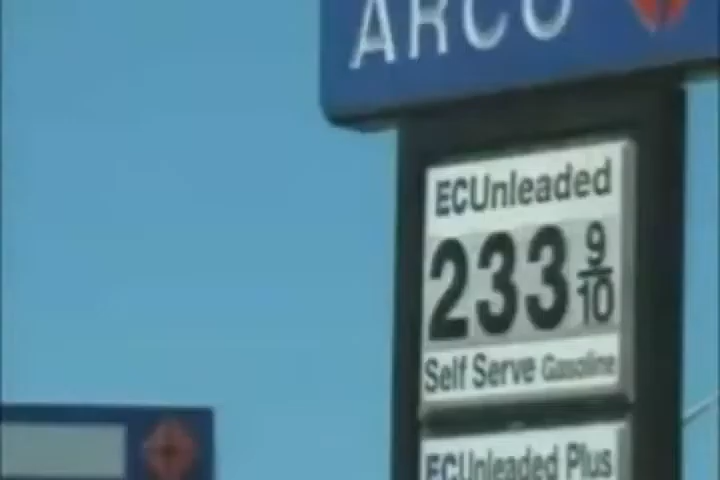 ARCO
ECUnleaded
233 9/10
Self Serve Gasoline
ECUnleaded Plus